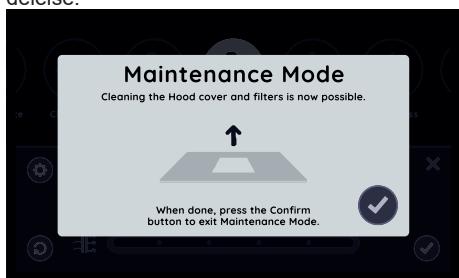 Maintenance Mode
Cleaning the Hood cover and filters is now possible.
When done, press the Confirm
button to exit Maintenance Mode.